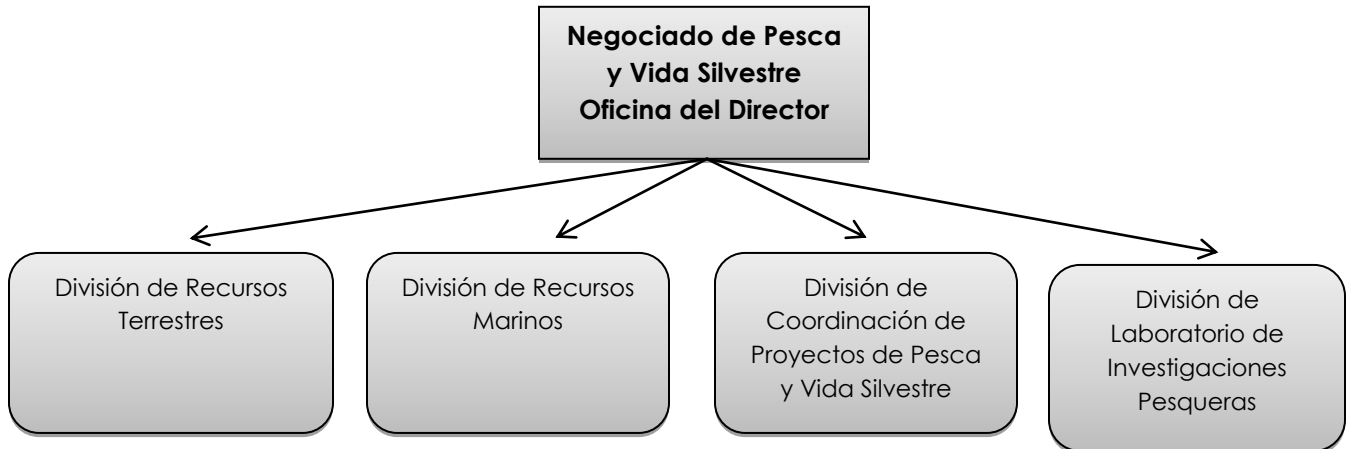 Negociado de Pesca
y Vida Silvestre
Oficina del Director
División de Recursos
Terrestres
División de Recursos
Marinos
División de
Coordinación de
Proyectos de Pesca
y Vida Silvestre
División de
Laboratorio de
Investigaciones
Pesqueras